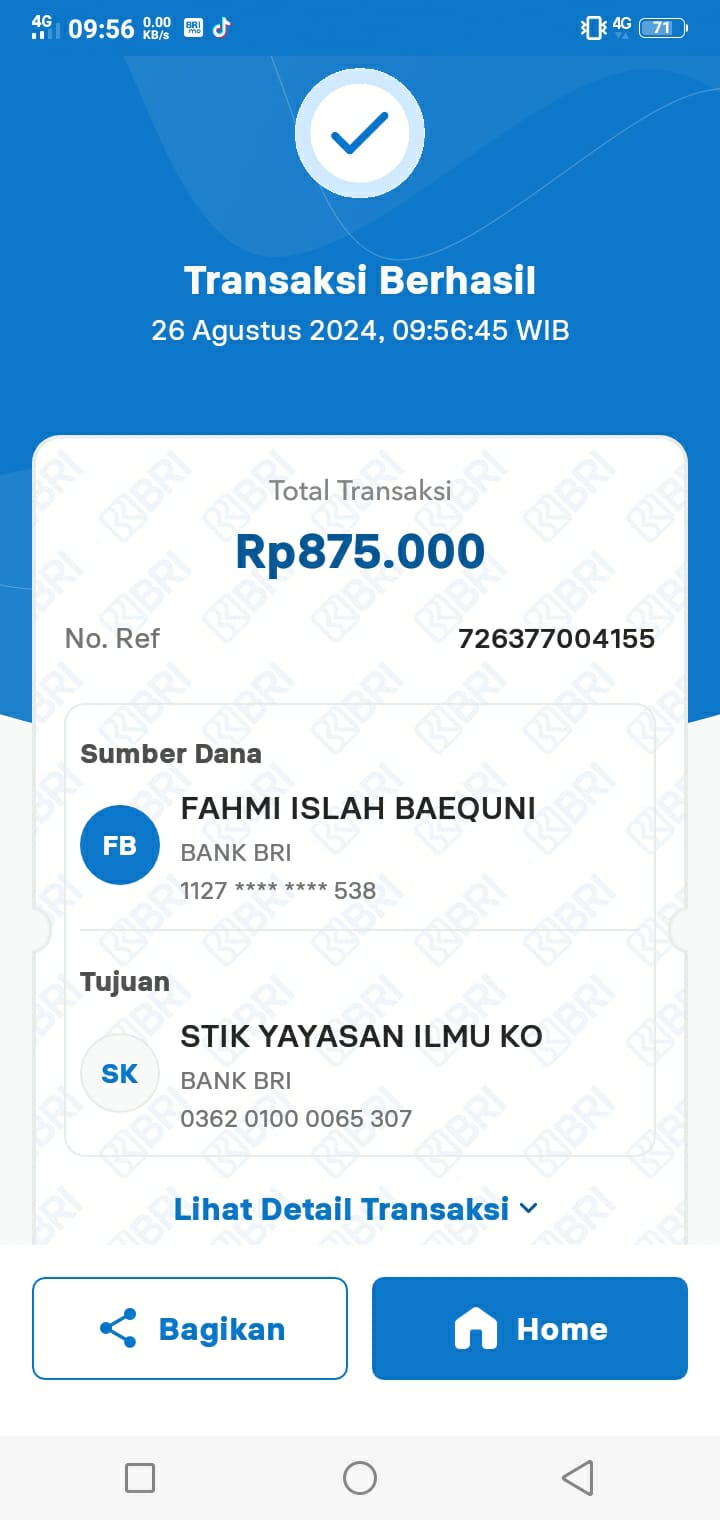 4G 09:56 0.00 KB/s BRI mo 4G 71
Transaksi Berhasil
26 Agustus 2024, 09:56:45 WIB
Total Transaksi
Rp875.000
No. Ref 726377004155
Sumber Dana
FAHMI ISLAH BAEQUNI
FB
BANK BRI
1127 **** **** 538
Tujuan
STIK YAYASAN ILMU KO
SK
BANK BRI
0362 0100 0065 307
Lihat Detail Transaksi
Bagikan Home